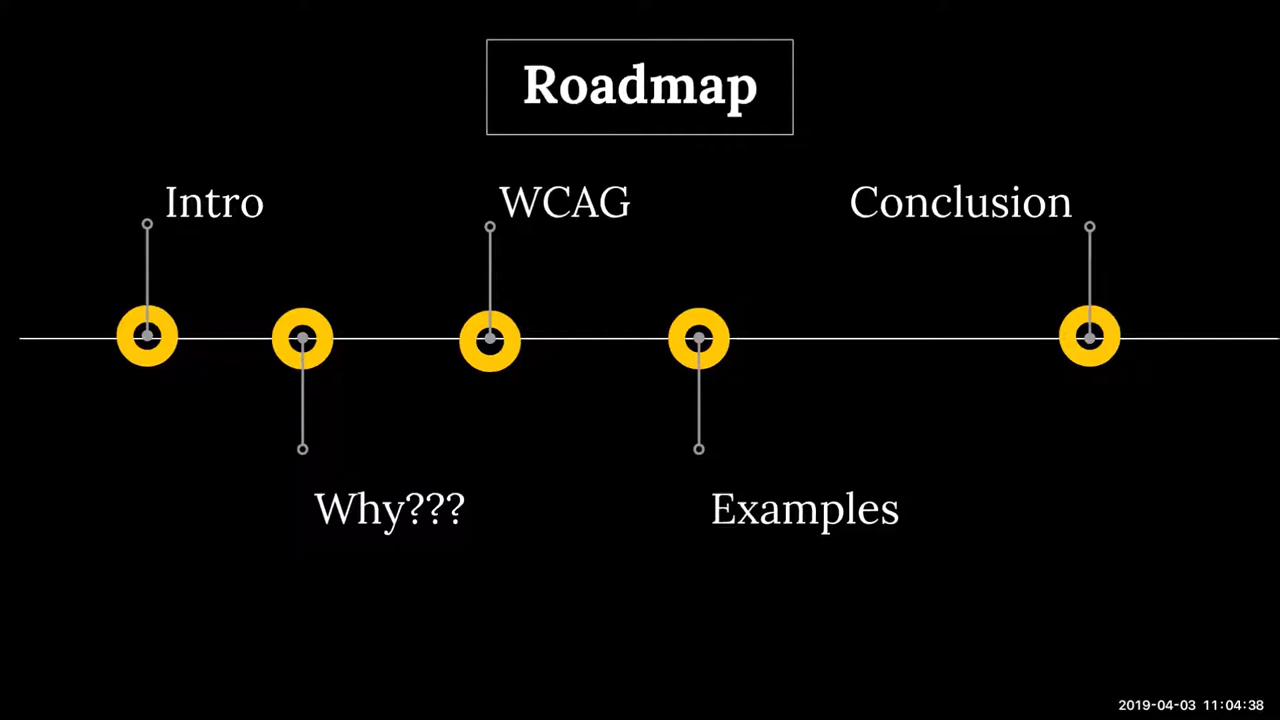 Roadmap
Intro
WCAG
Conclusion
Why???
Examples
2019-04-03 11:04:38